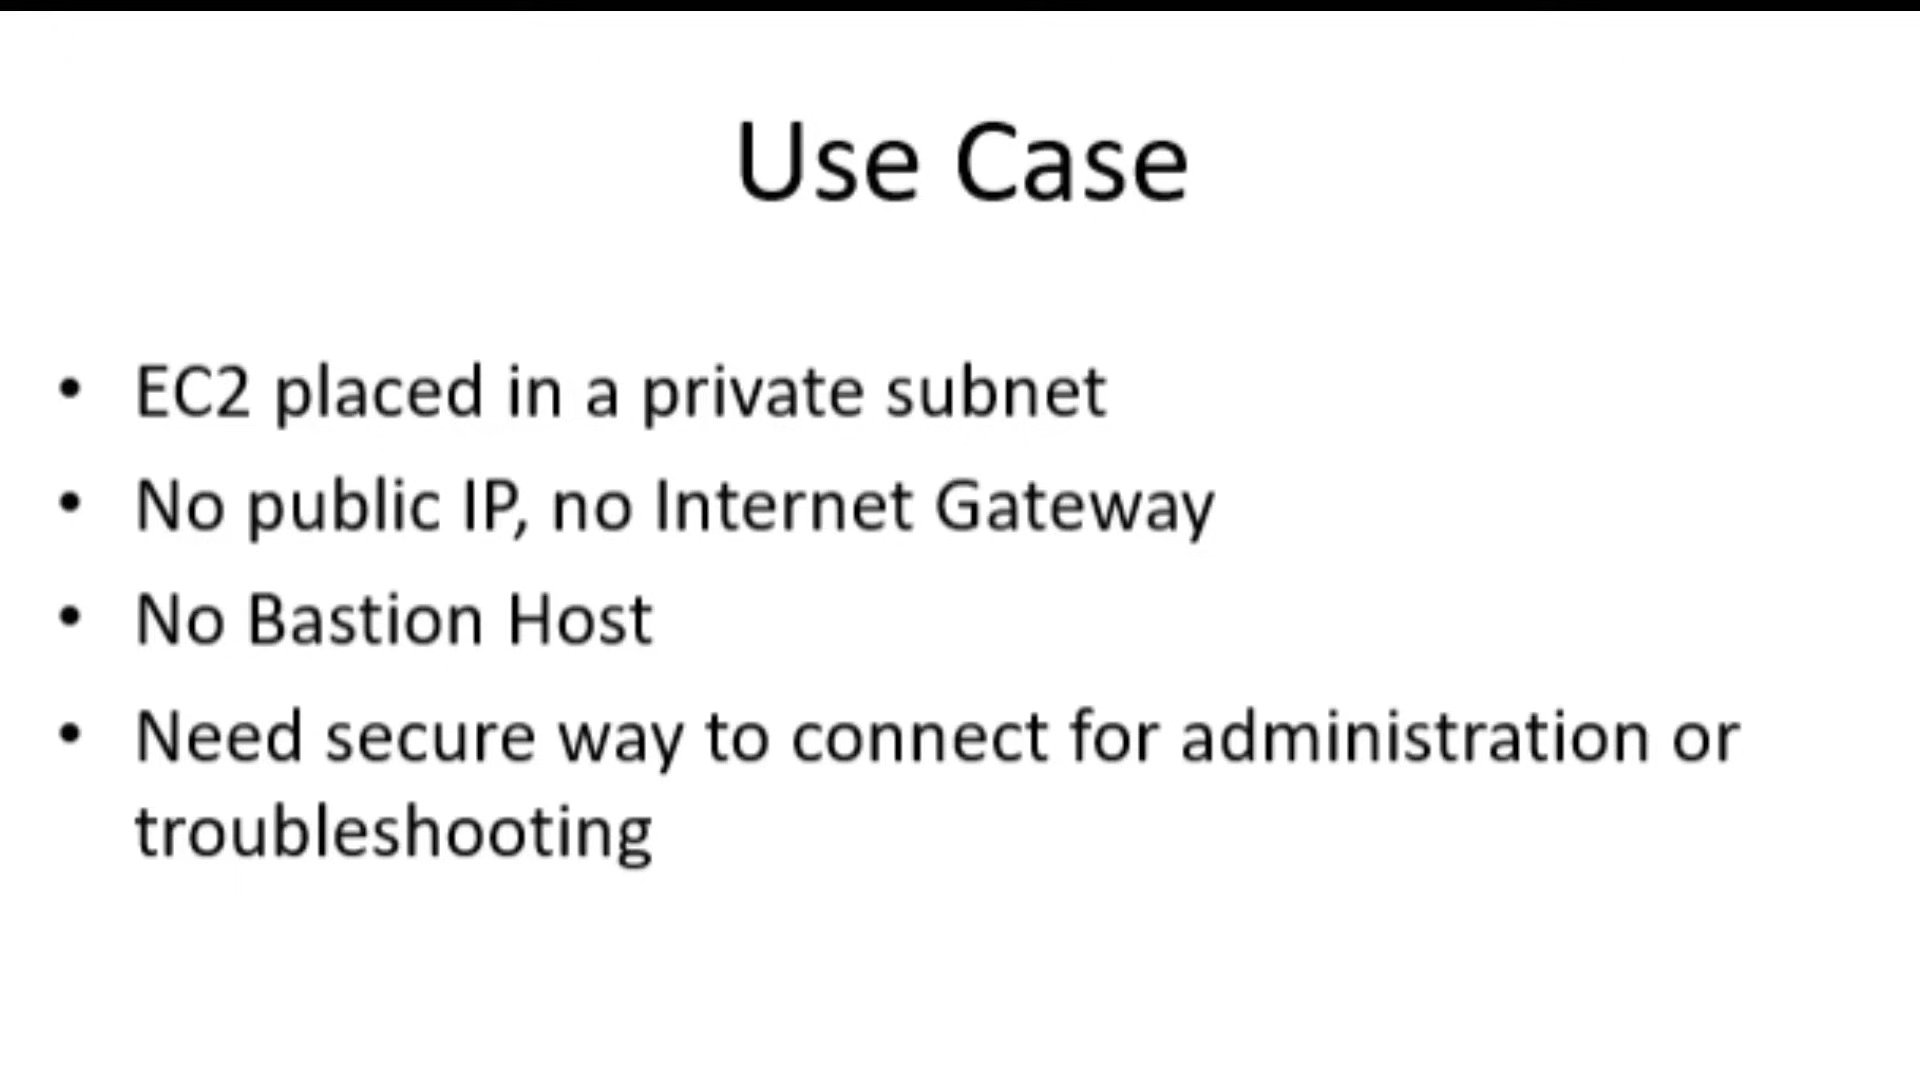 Use Case
• EC2 placed in a private subnet
• No public IP, no Internet Gateway
• No Bastion Host
• Need secure way to connect for administration or
troubleshooting